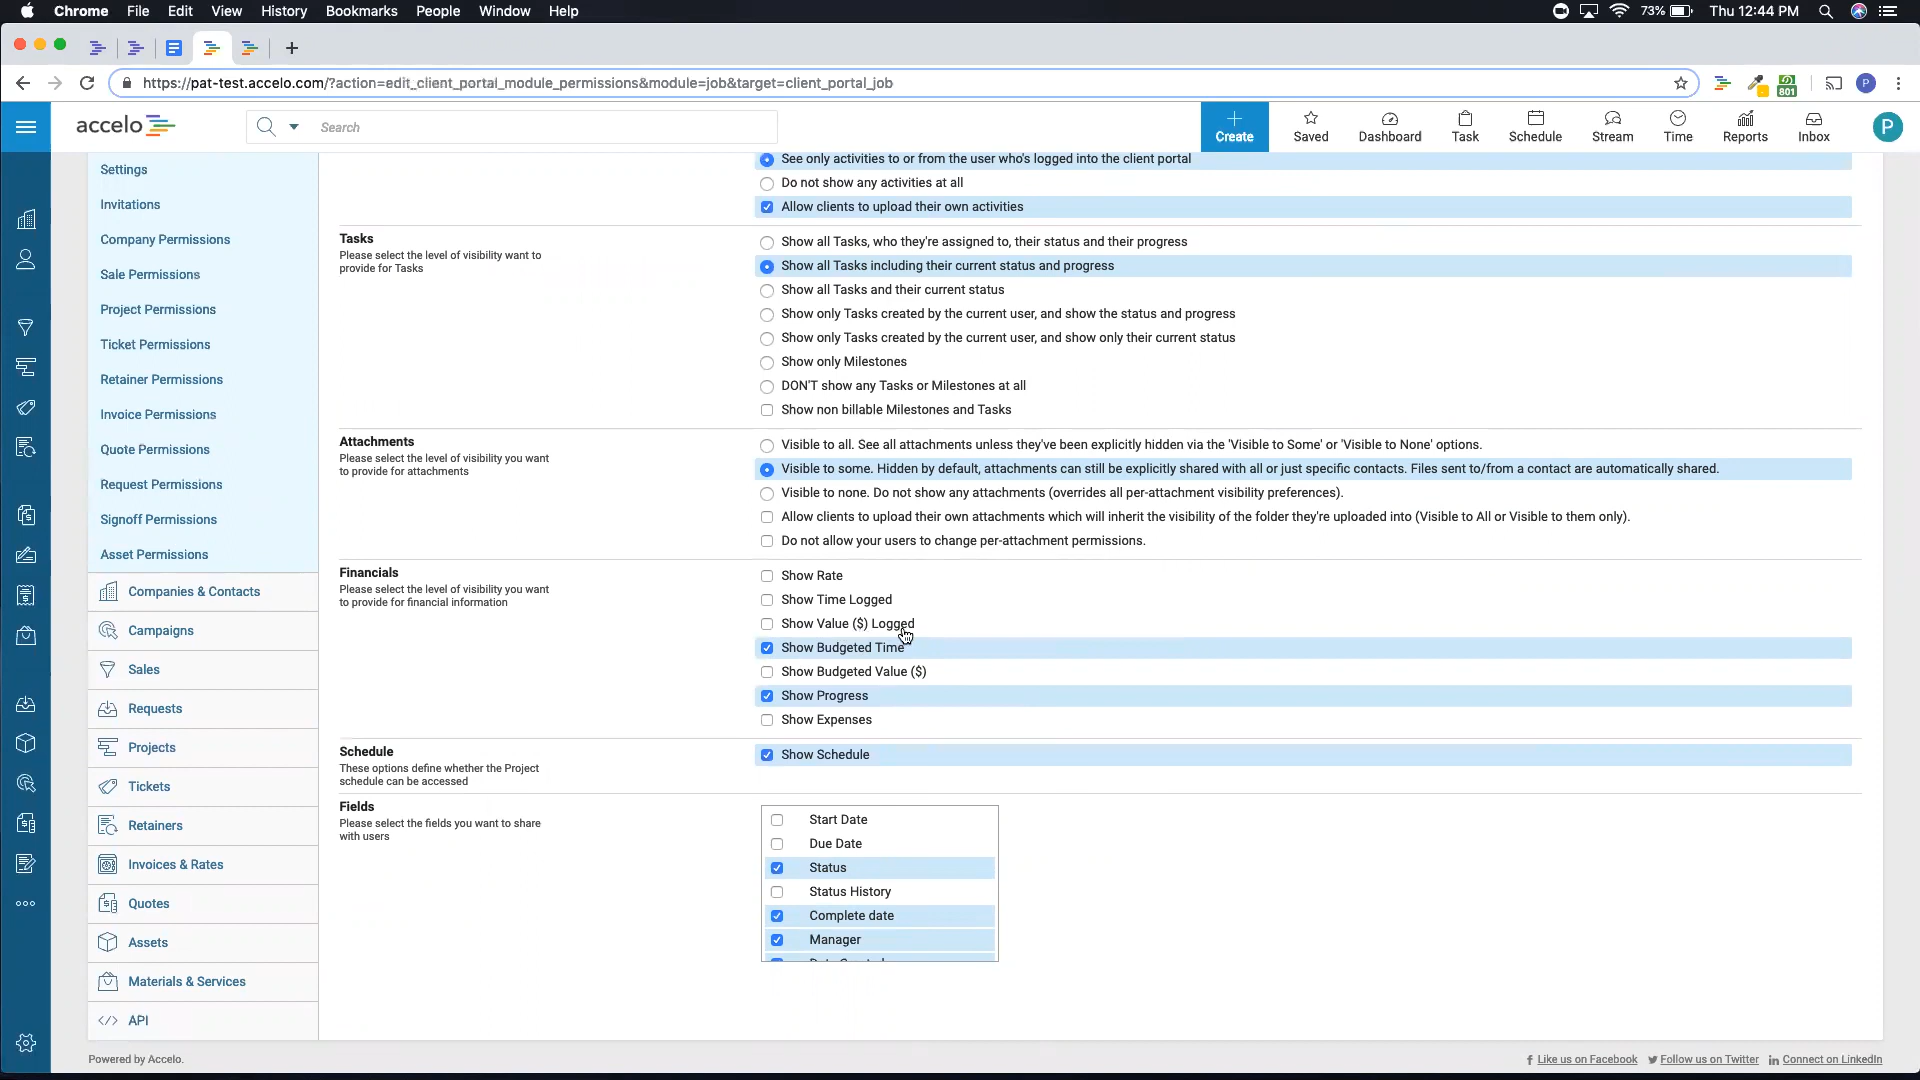 Chrome File Edit View History Bookmarks People Window Help 73% Thu 12:44 PM
https://pat-test.accelo.com/?action=edit_client_portal_module_permissions&module=job&target=client_portal_job
P
801
accelo
Search
Create
Saved
Dashboard
Task
Schedule
Stream
Time
Reports
Inbox
P
Settings
Invitations
Company Permissions
Sale Permissions
Project Permissions
Ticket Permissions
Retainer Permissions
Invoice Permissions
Quote Permissions
Request Permissions
Signoff Permissions
Asset Permissions
Companies & Contacts
Campaigns
Sales
Requests
Projects
Tickets
Retainers
Invoices & Rates
Quotes
Assets
Materials & Services
</> API
See only activities to or from the user who's logged into the client portal
Do not show any activities at all
Allow clients to upload their own activities
Tasks
Please select the level of visibility want to
provide for Tasks
Show all Tasks, who they're assigned to, their status and their progress
Show all Tasks including their current status and progress
Show all Tasks and their current status
Show only Tasks created by the current user, and show the status and progress
Show only Tasks created by the current user, and show only their current status
Show only Milestones
DON'T show any Tasks or Milestones at all
Show non billable Milestones and Tasks
Attachments
Please select the level of visibility you want
to provide for attachments
Visible to all. See all attachments unless they've been explicitly hidden via the 'Visible to Some' or 'Visible to None' options.
Visible to some. Hidden by default, attachments can still be explicitly shared with all or just specific contacts. Files sent to/from a contact are automatically shared.
Visible to none. Do not show any attachments (overrides all per-attachment visibility preferences).
Allow clients to upload their own attachments which will inherit the visibility of the folder they're uploaded into (Visible to All or Visible to them only).
Do not allow your users to change per-attachment permissions.
Financials
Please select the level of visibility you want
to provide for financial information
Show Rate
Show Time Logged
Show Value ($) Logged
Show Budgeted Time
Show Budgeted Value ($)
Show Progress
Show Expenses
Schedule
These options define whether the Project
schedule can be accessed
Show Schedule
Fields
Please select the fields you want to share
with users
Start Date
Due Date
Status
Status History
Complete date
Manager
Powered by Accelo.
Like us on Facebook
Follow us on Twitter
Connect on LinkedIn